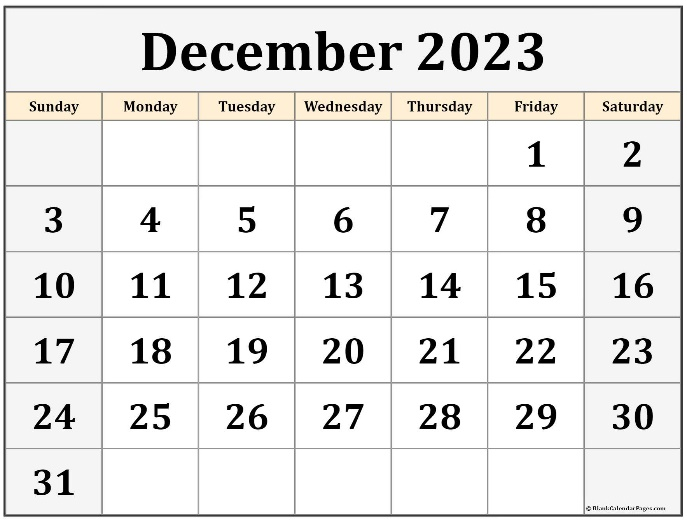 December 2023
Sunday Monday Tuesday Wednesday Thursday Friday Saturday
1 2
3 4 5 6 7 8 9
10 11 12 13 14 15 16
17 18 19 20 21 22 23
24 25 26 27 28 29 30
31
© BlankCalendarPages.com